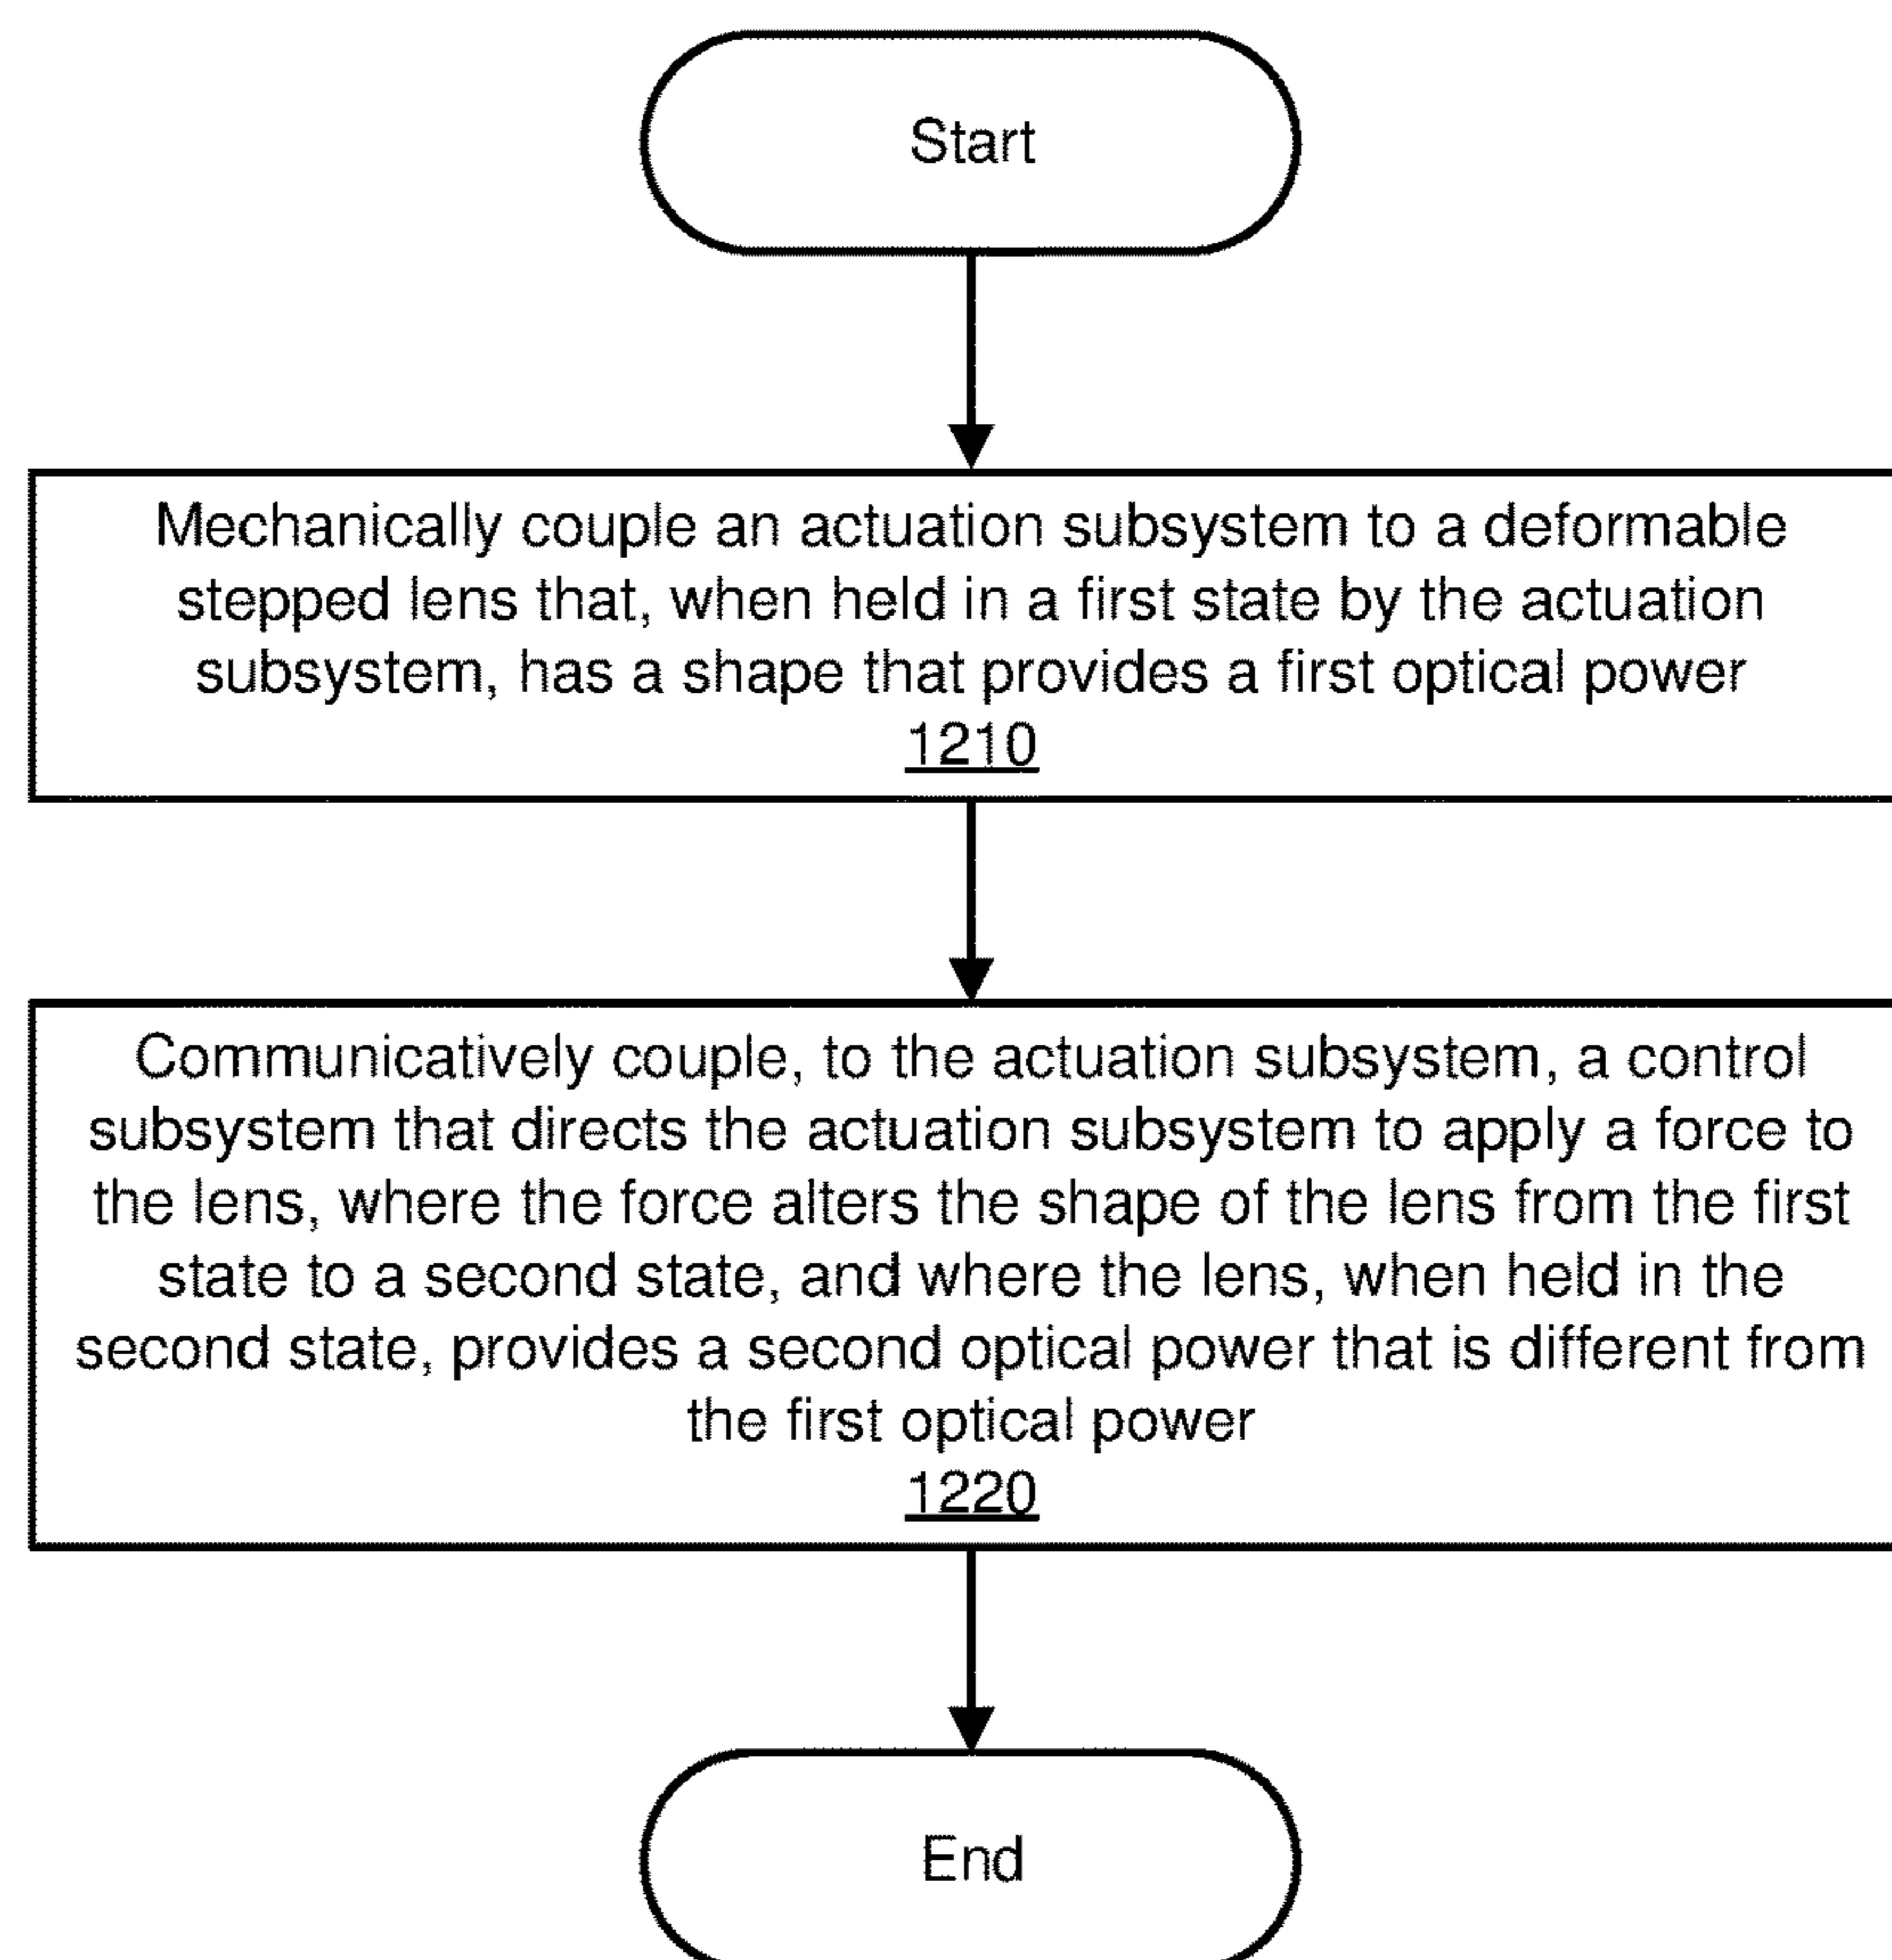 Start
Mechanically couple an actuation subsystem to a deformable
stepped lens that, when held in a first state by the actuation
subsystem, has a shape that provides a first optical power
1210
Communicatively couple, to the actuation subsystem, a control
subsystem that directs the actuation subsystem to apply a force to
the lens, where the force alters the shape of the lens from the first
state to a second state, and where the lens, when held in the
second state, provides a second optical power that is different from
the first optical power
1220
End